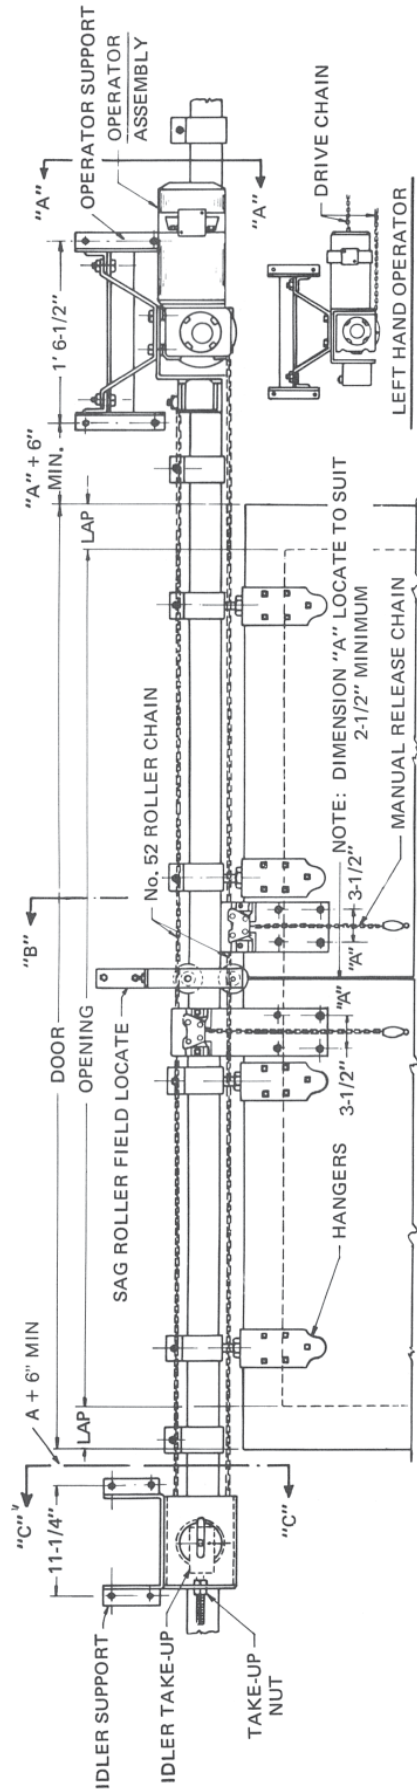 "A"
"A"
OPERATOR SUPPORT
OPERATOR
ASSEMBLY
1' 6-1/2"
"A" + 6"
MIN.
DRIVE CHAIN
LEFT HAND OPERATOR
LAP
DOOR
OPENING
"B"
No. 52 ROLLER CHAIN
NOTE: DIMENSION "A" LOCATE TO SUIT
2-1/2" MINIMUM
MANUAL RELEASE CHAIN
3-1/2"
"A"
"A"
3-1/2"
SAG ROLLER FIELD LOCATE
HANGERS
A + 6" MIN
LAP
"C"
"C"
11-1/4"
IDLER SUPPORT
IDLER TAKE-UP
TAKE-UP
NUT